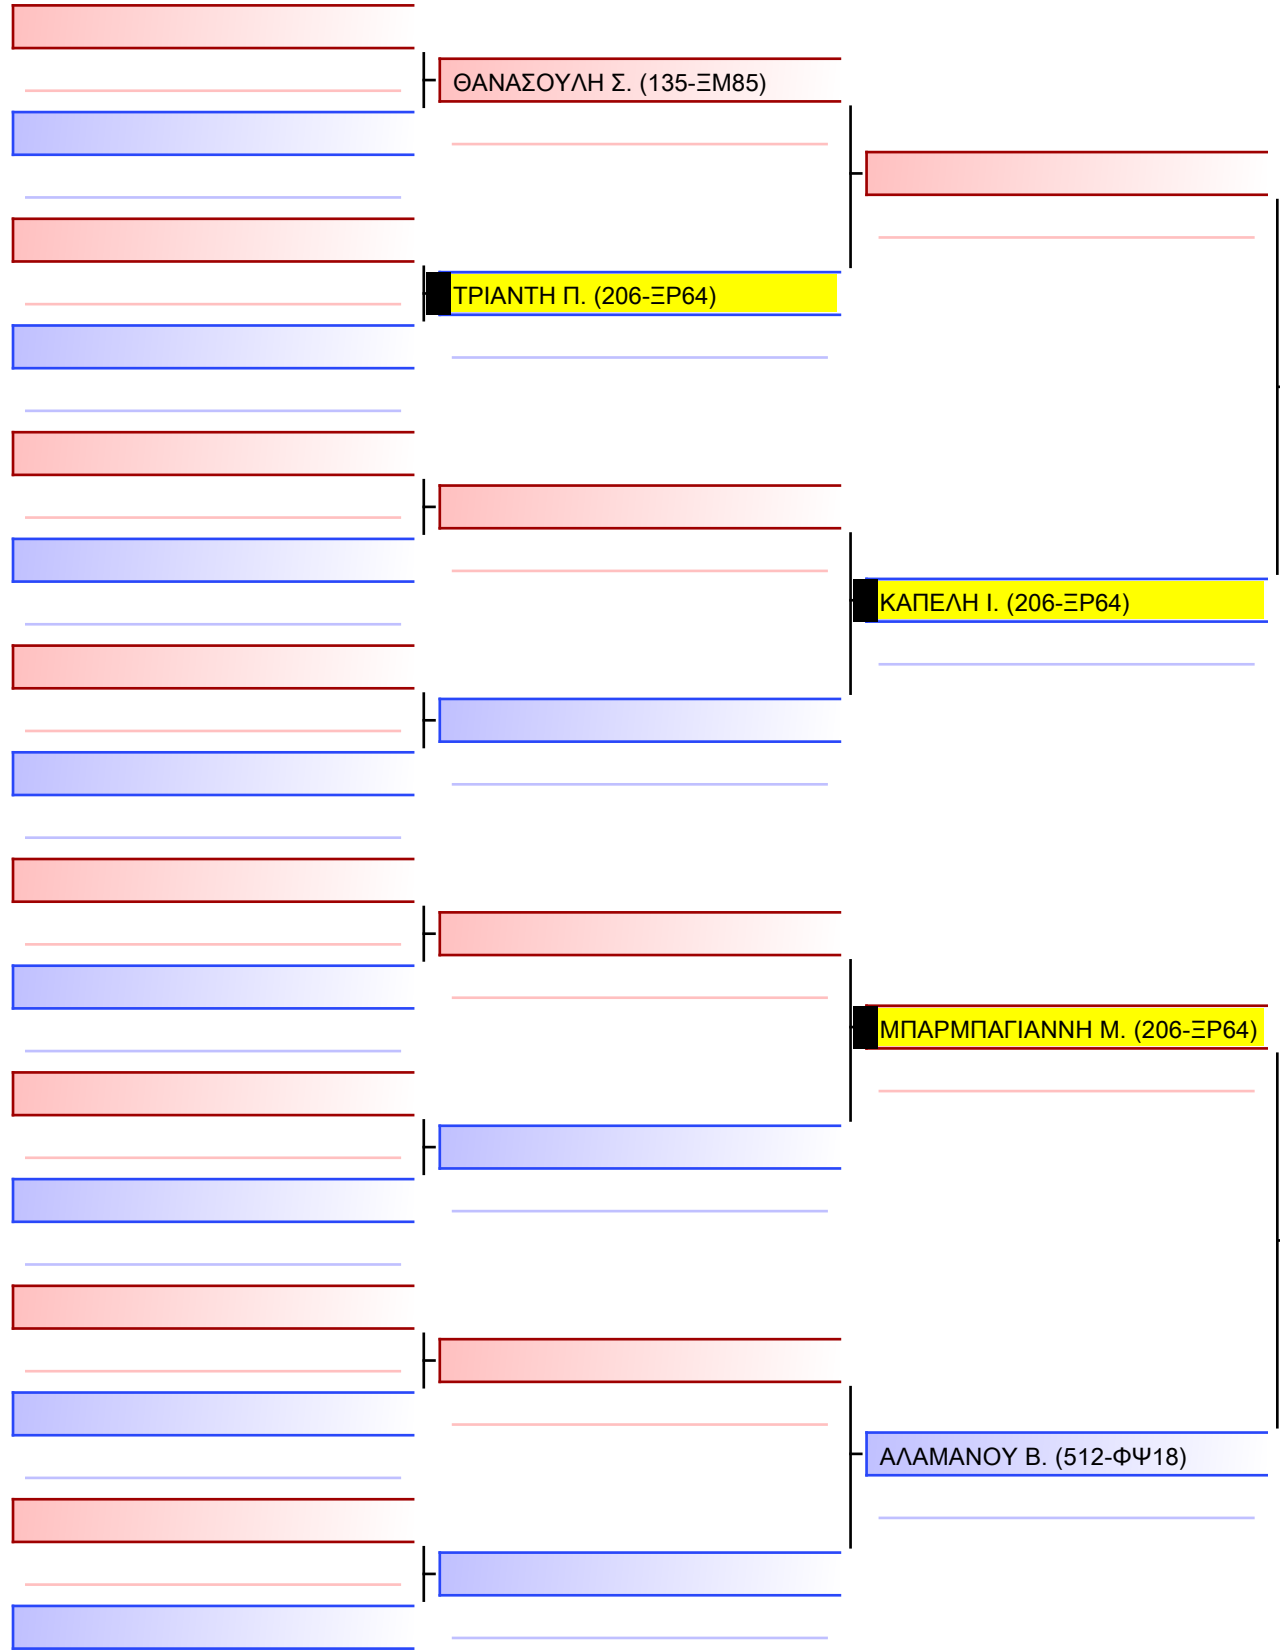 ΘΑΝΑΣΟΥΛΗ Σ. (135-ΞΜ85)
ΤΡΙΑΝΤΗ Π. (206-ΞΡ64)
ΚΑΠΕΛΗ Ι. (206-ΞΡ64)
ΜΠΑΡΜΠΑΓΙΑΝΝΗ Μ. (206-ΞΡ64)
ΑΛΑΜΑΝΟΥ Β. (512-ΦΨ18)